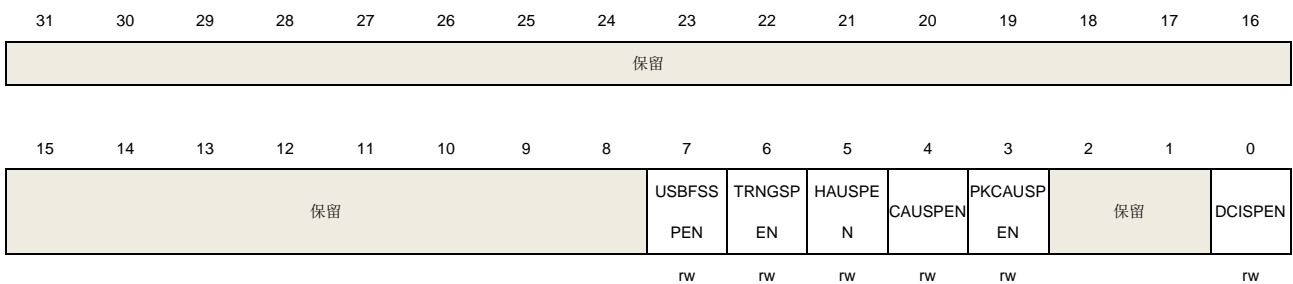 31 30 29 28 27 26 25 24 23 22 21 20 19 18 17 16
保留
15 14 13 12 11 10 9 8 7 6 5 4 3 2 1 0
保留 USBFSS TRNGSP HAUSPE CAUSPEN PKCAUSP 保留 DCISPEN
PEN EN N EN
rw rw rw rw rw rw